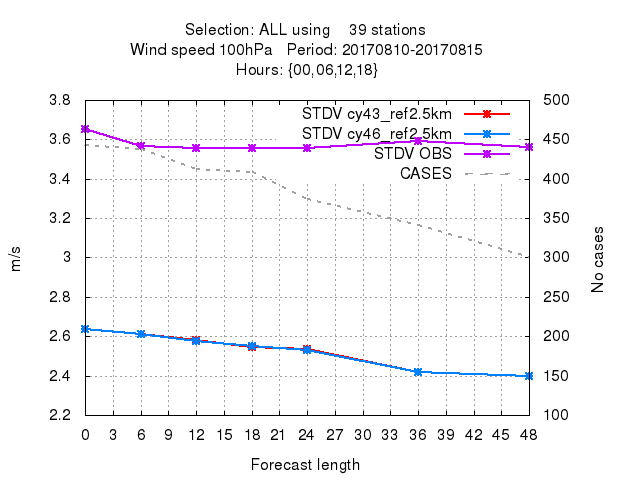 Selection: ALL using 39 stations
Wind speed 100hPa Period: 20170810-20170815
Hours: {00,06,12,18}
3.8 500
STDV cy43_ref2.5km
3.6 STDV cy46_ref2.5km 450
STDV OBS
3.4 CASES 400
3.2 350
3 300
2.8 250
2.6 200
2.4 150
2.2 100
m/s
No cases
0 3 6 9 12 15 18 21 24 27 30 33 36 39 42 45 48
Forecast length